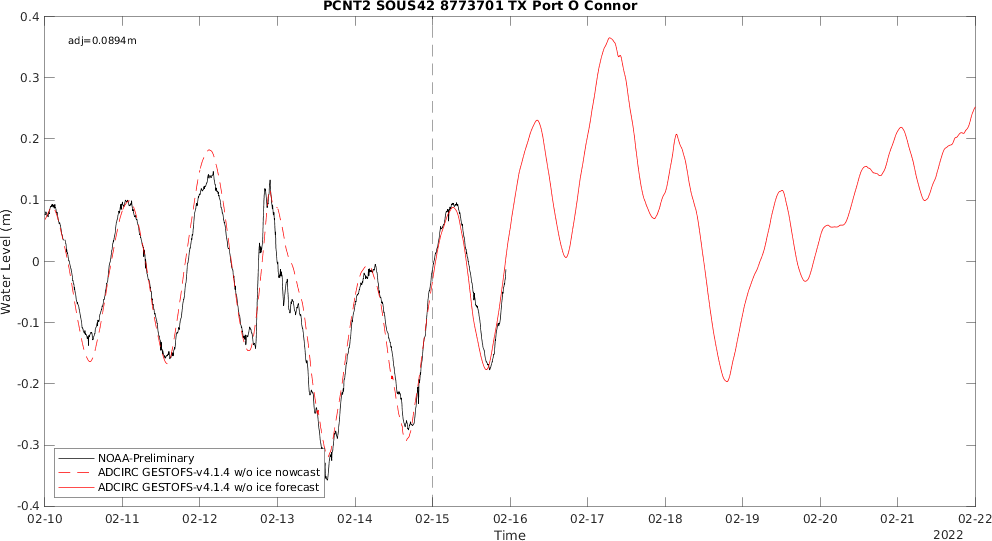 PCNT2 SOUS42 8773701 TX Port O Connor
adj=0.0894m
0.4
0.3
0.2
0.1
0
-0.1
-0.2
-0.3
-0.4
Water Level (m)
NOAA-Preliminary
ADCIRC GESTOFS-v4.1.4 w/o ice nowcast
ADCIRC GESTOFS-v4.1.4 w/o ice forecast
02-10 02-11 02-12 02-13 02-14 02-15 02-16 02-17 02-18 02-19 02-20 02-21 02-22
Time
2022